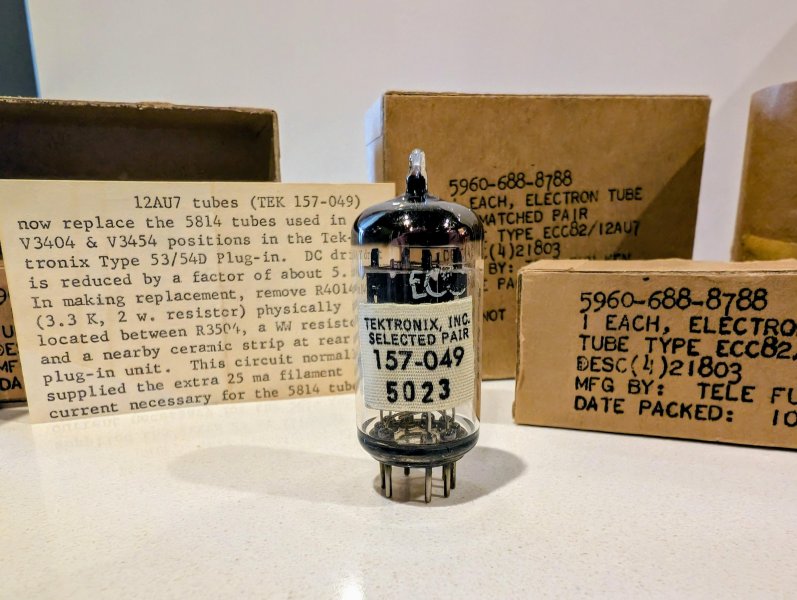 12AU7 tubes (TEK 157-049)
now replace the 5814 tubes used in
V3404 & V3454 positions in the Tek-
tronix Type 53/54D Plug-in. DC
is reduced by a factor of about 5.
In making replacement, remove
(3.3 K, 2 w. resistor) physically
located between R3504, a WW
and a nearby ceramic strip at rear
plug-in unit. This circuit
supplied the extra 25 ma filament
current necessary for the 5814
TEKTRONIX, INC.
SELECTED PAIR
157-049
5023
5960-688-8788
EACH, ELECTRON TUBE
MATCHED PAIR
TYPE ECC82/12AU7
(4)21803
BY:
NOT
5960-688-8788
1 EACH,
TUBE TYPE ECC82/
DESC(4)21803
MFG BY: TELE
DATE PACKED: 10